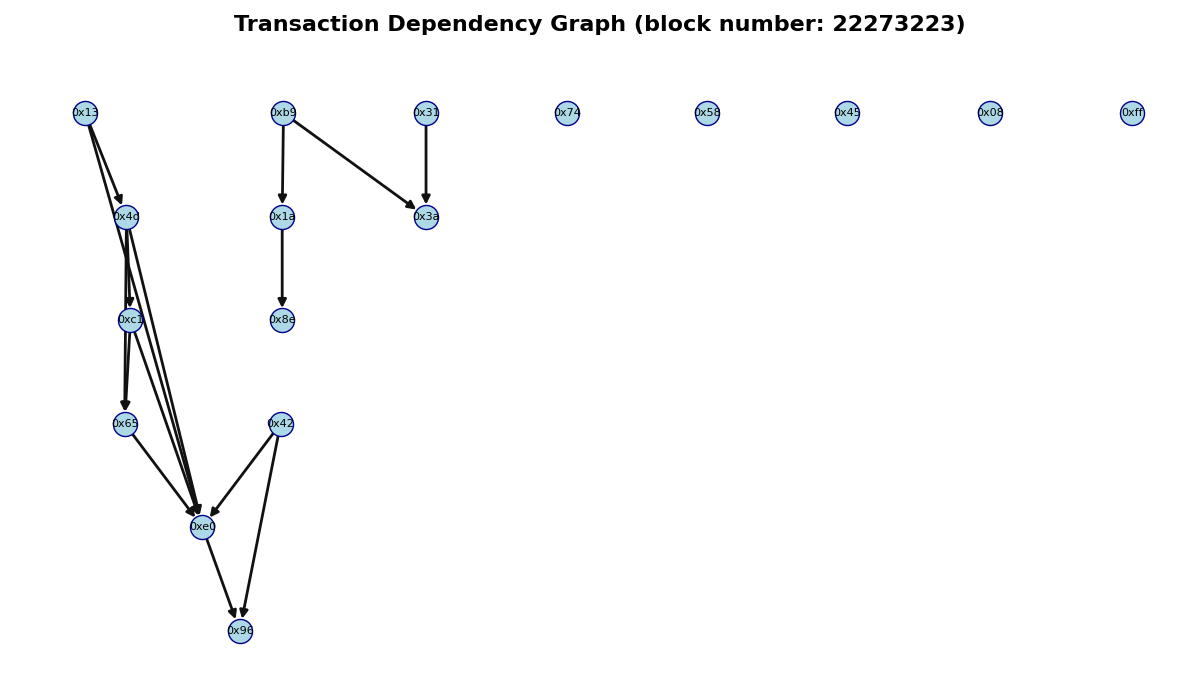 Transaction Dependency Graph (block number: 22273223)
0x13 0xb9 0x31 0x74 0x58 0x45 0x08 0xff
0x4d 0x1a 0x3a
0xc1 0x8e
0x65 0x42
0xe0
0x96